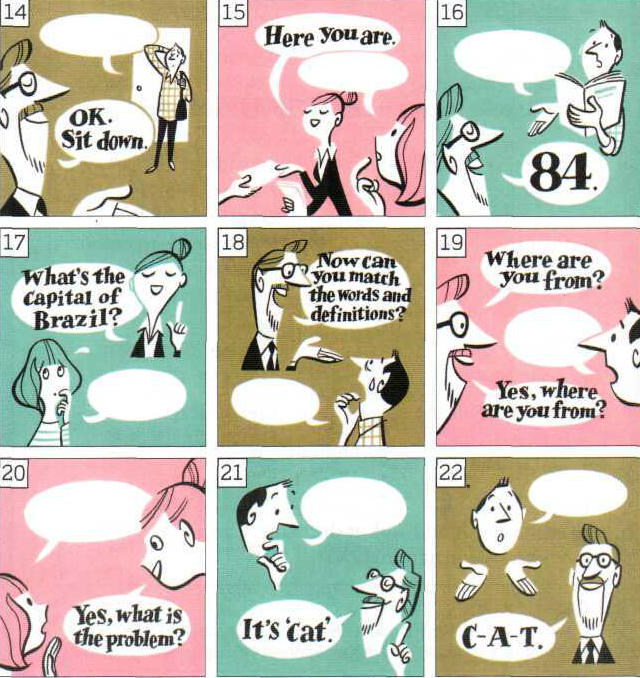 14
OK.
Sit down.
15
Here you are.
16
84.
17
What's the
capital of
Brazil?
18
Now can
you match
the words and
definitions?
19
Where are
you from?
Yes, where
are you from?
20
Yes, what is
the problem?
21
It's 'cat'.
22
C-A-T.